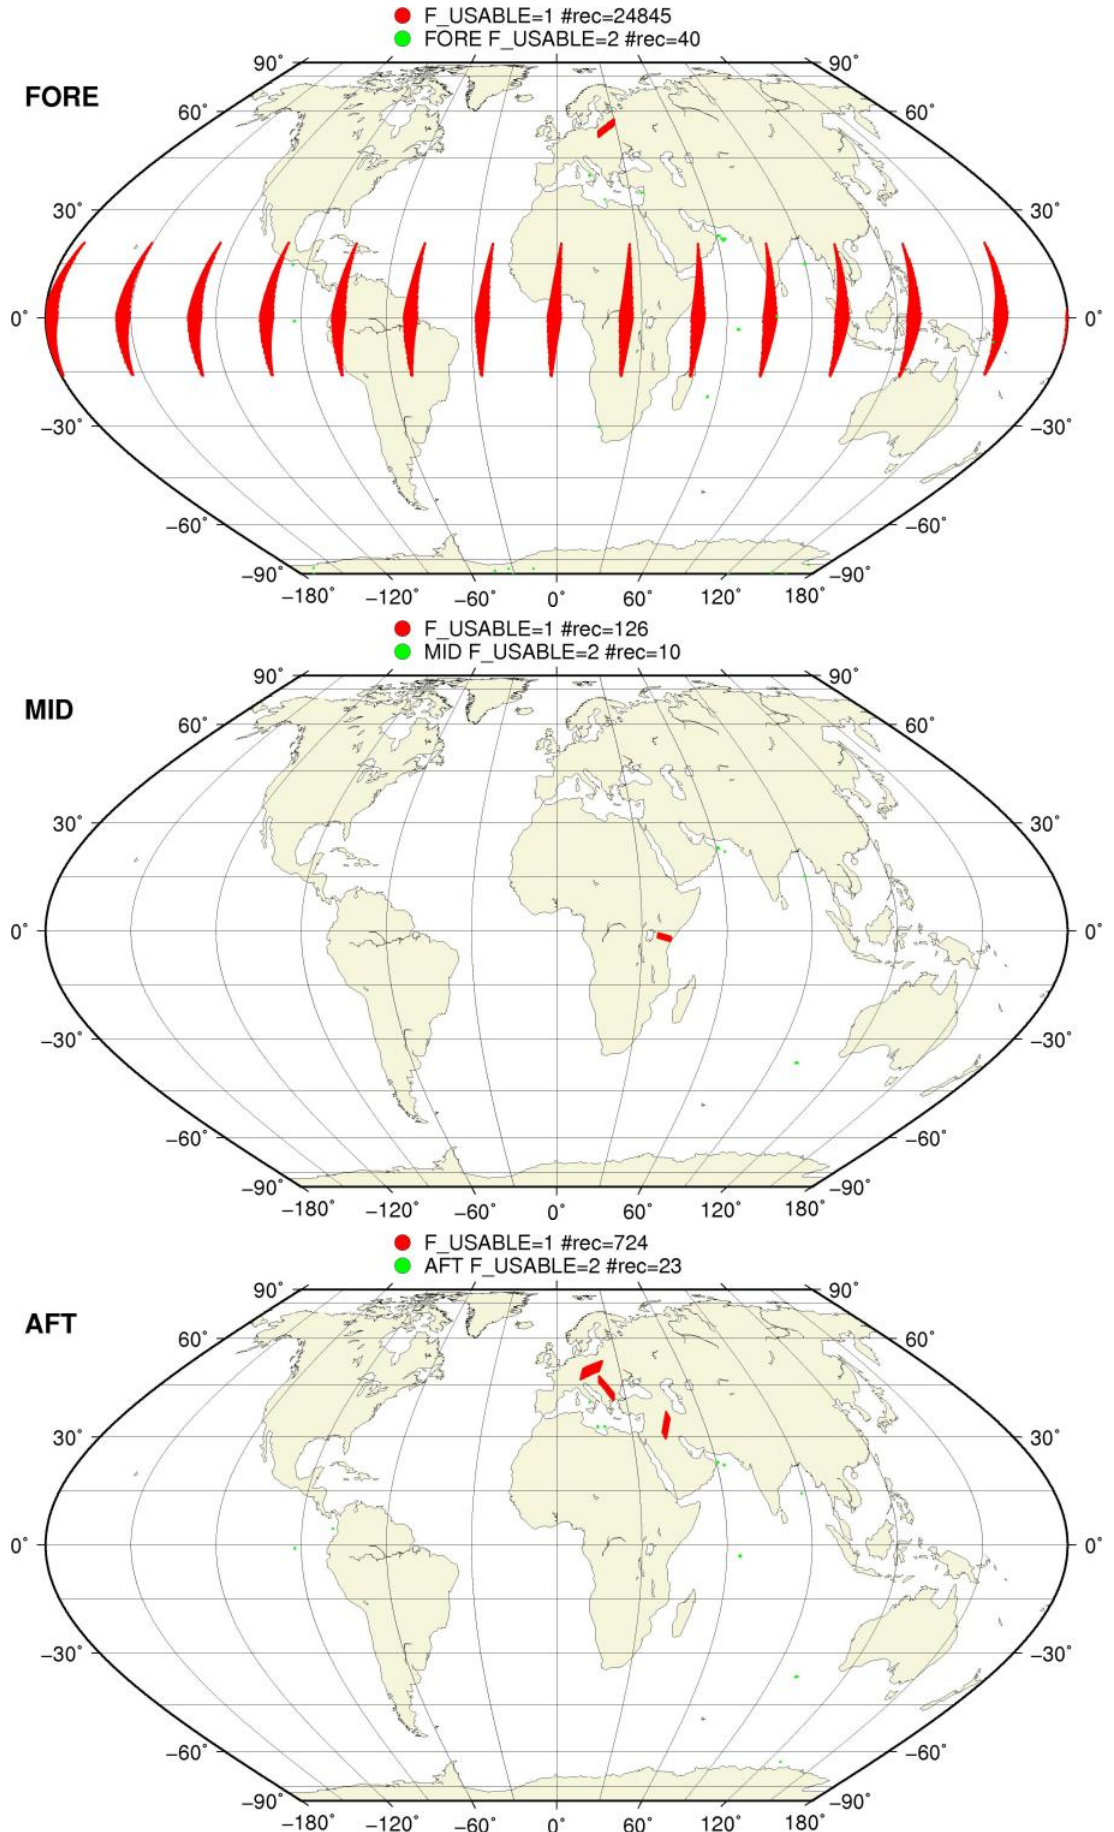 F_USABLE=1 #rec=24845
FORE F_USABLE=2 #rec=40
FORE
90° 90°
60° 60°
30° 30°
0° 0°
−30° −30°
−60° −60°
−90° −90°
−180° −120° −60° 0° 60° 120° 180°
F_USABLE=1 #rec=126
MID F_USABLE=2 #rec=10
MID
90° 90°
60° 60°
30° 30°
0° 0°
−30° −30°
−60° −60°
−90° −90°
−180° −120° −60° 0° 60° 120° 180°
F_USABLE=1 #rec=724
AFT F_USABLE=2 #rec=23
AFT
90° 90°
60° 60°
30° 30°
0° 0°
−30° −30°
−60° −60°
−90° −90°
−180° −120° −60° 0° 60° 120° 180°